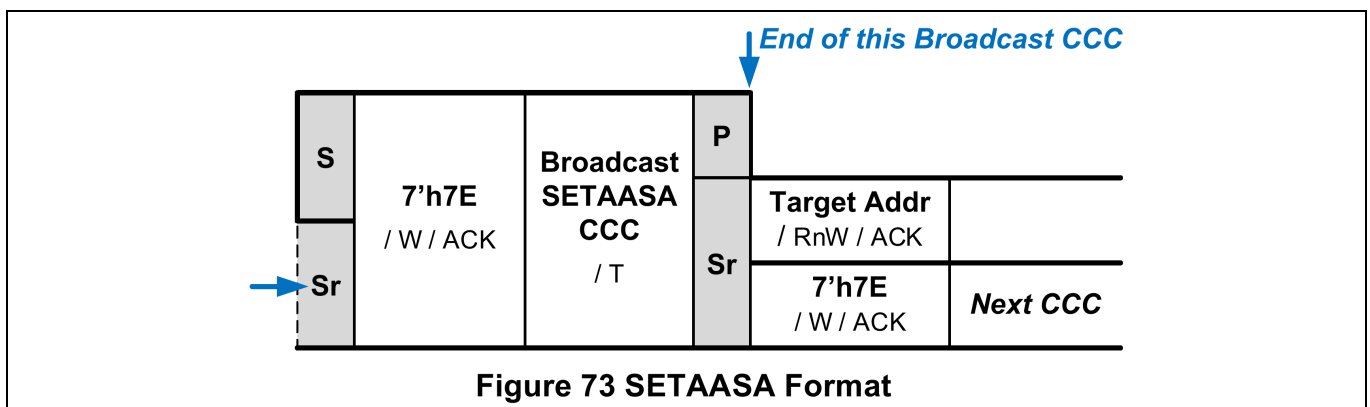 End of this Broadcast CCC
S
Sr
7’h7E
/ W / ACK
Broadcast
SETAASA
CCC
/ T
P
Sr
Target Addr
/ RnW / ACK
7’h7E
/ W / ACK
Next CCC
Figure 73 SETAASA Format